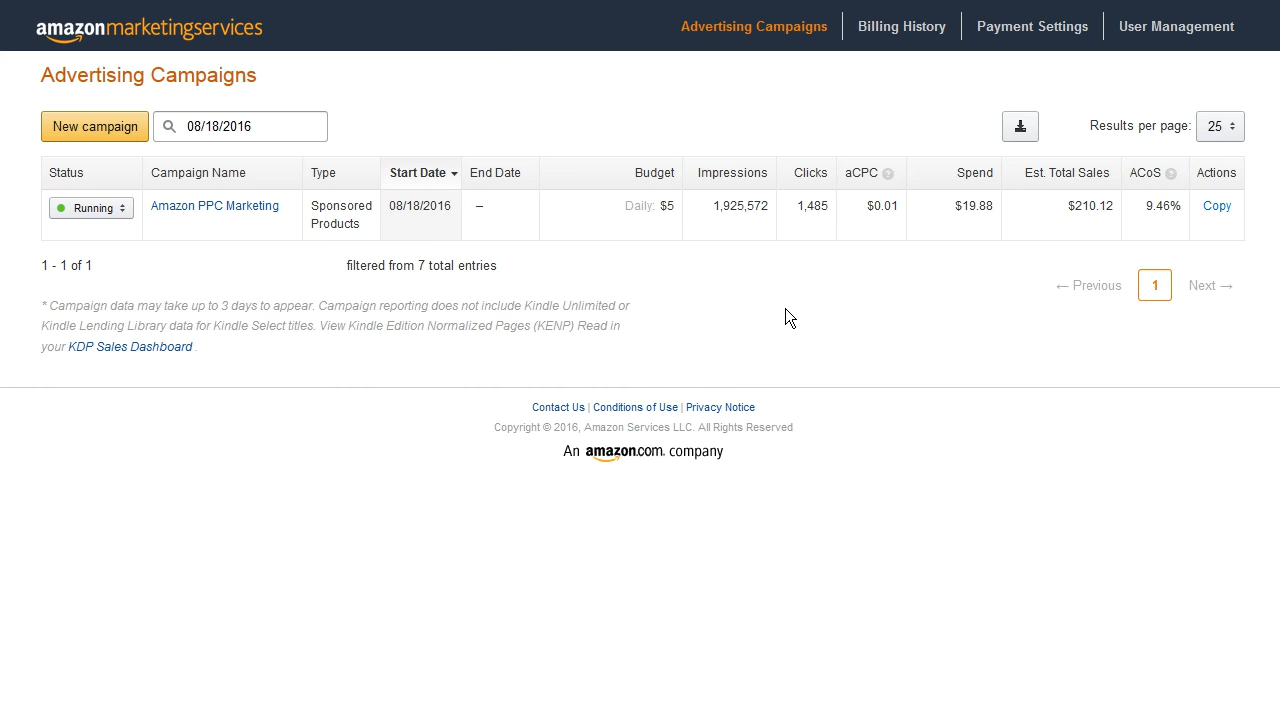 amazonmarketingservices
Advertising Campaigns | Billing History | Payment Settings | User Management
Advertising Campaigns
New campaign 08/18/2016 Results per page: 25
Status Campaign Name Type Start Date End Date Budget Impressions Clicks aCPC ? Spend Est. Total Sales ACoS ? Actions
Running Amazon PPC Marketing Sponsored Products 08/18/2016 – Daily: $5 1,925,572 1,485 $0.01 $19.88 $210.12 9.46% Copy
1 - 1 of 1 filtered from 7 total entries
← Previous 1 Next →
* Campaign data may take up to 3 days to appear. Campaign reporting does not include Kindle Unlimited or
Kindle Lending Library data for Kindle Select titles. View Kindle Edition Normalized Pages (KENP) Read in
your KDP Sales Dashboard .
Contact Us | Conditions of Use | Privacy Notice
Copyright © 2016, Amazon Services LLC. All Rights Reserved
An amazon.com. company